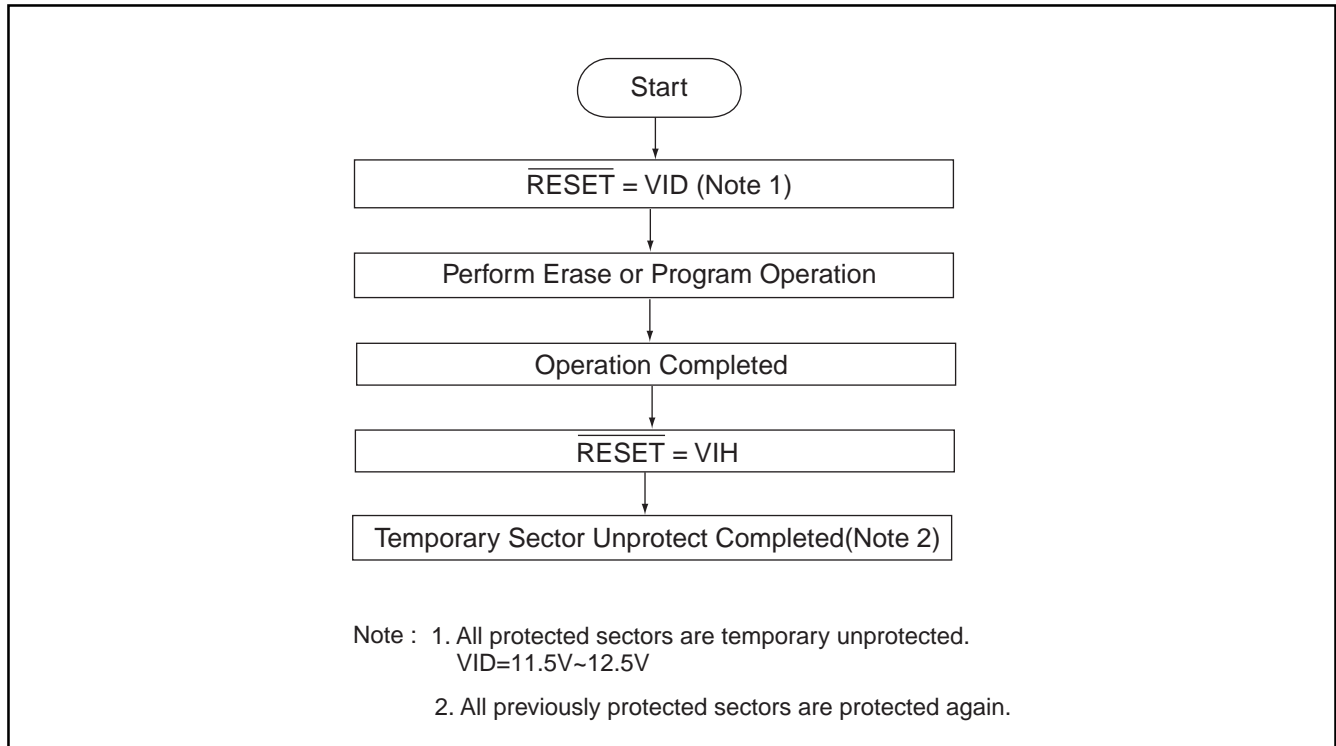 Start
RESET = VID (Note 1)
Perform Erase or Program Operation
Operation Completed
RESET = VIH
Temporary Sector Unprotect Completed(Note 2)
Note : 1. All protected sectors are temporary unprotected.
VID=11.5V~12.5V
2. All previously protected sectors are protected again.